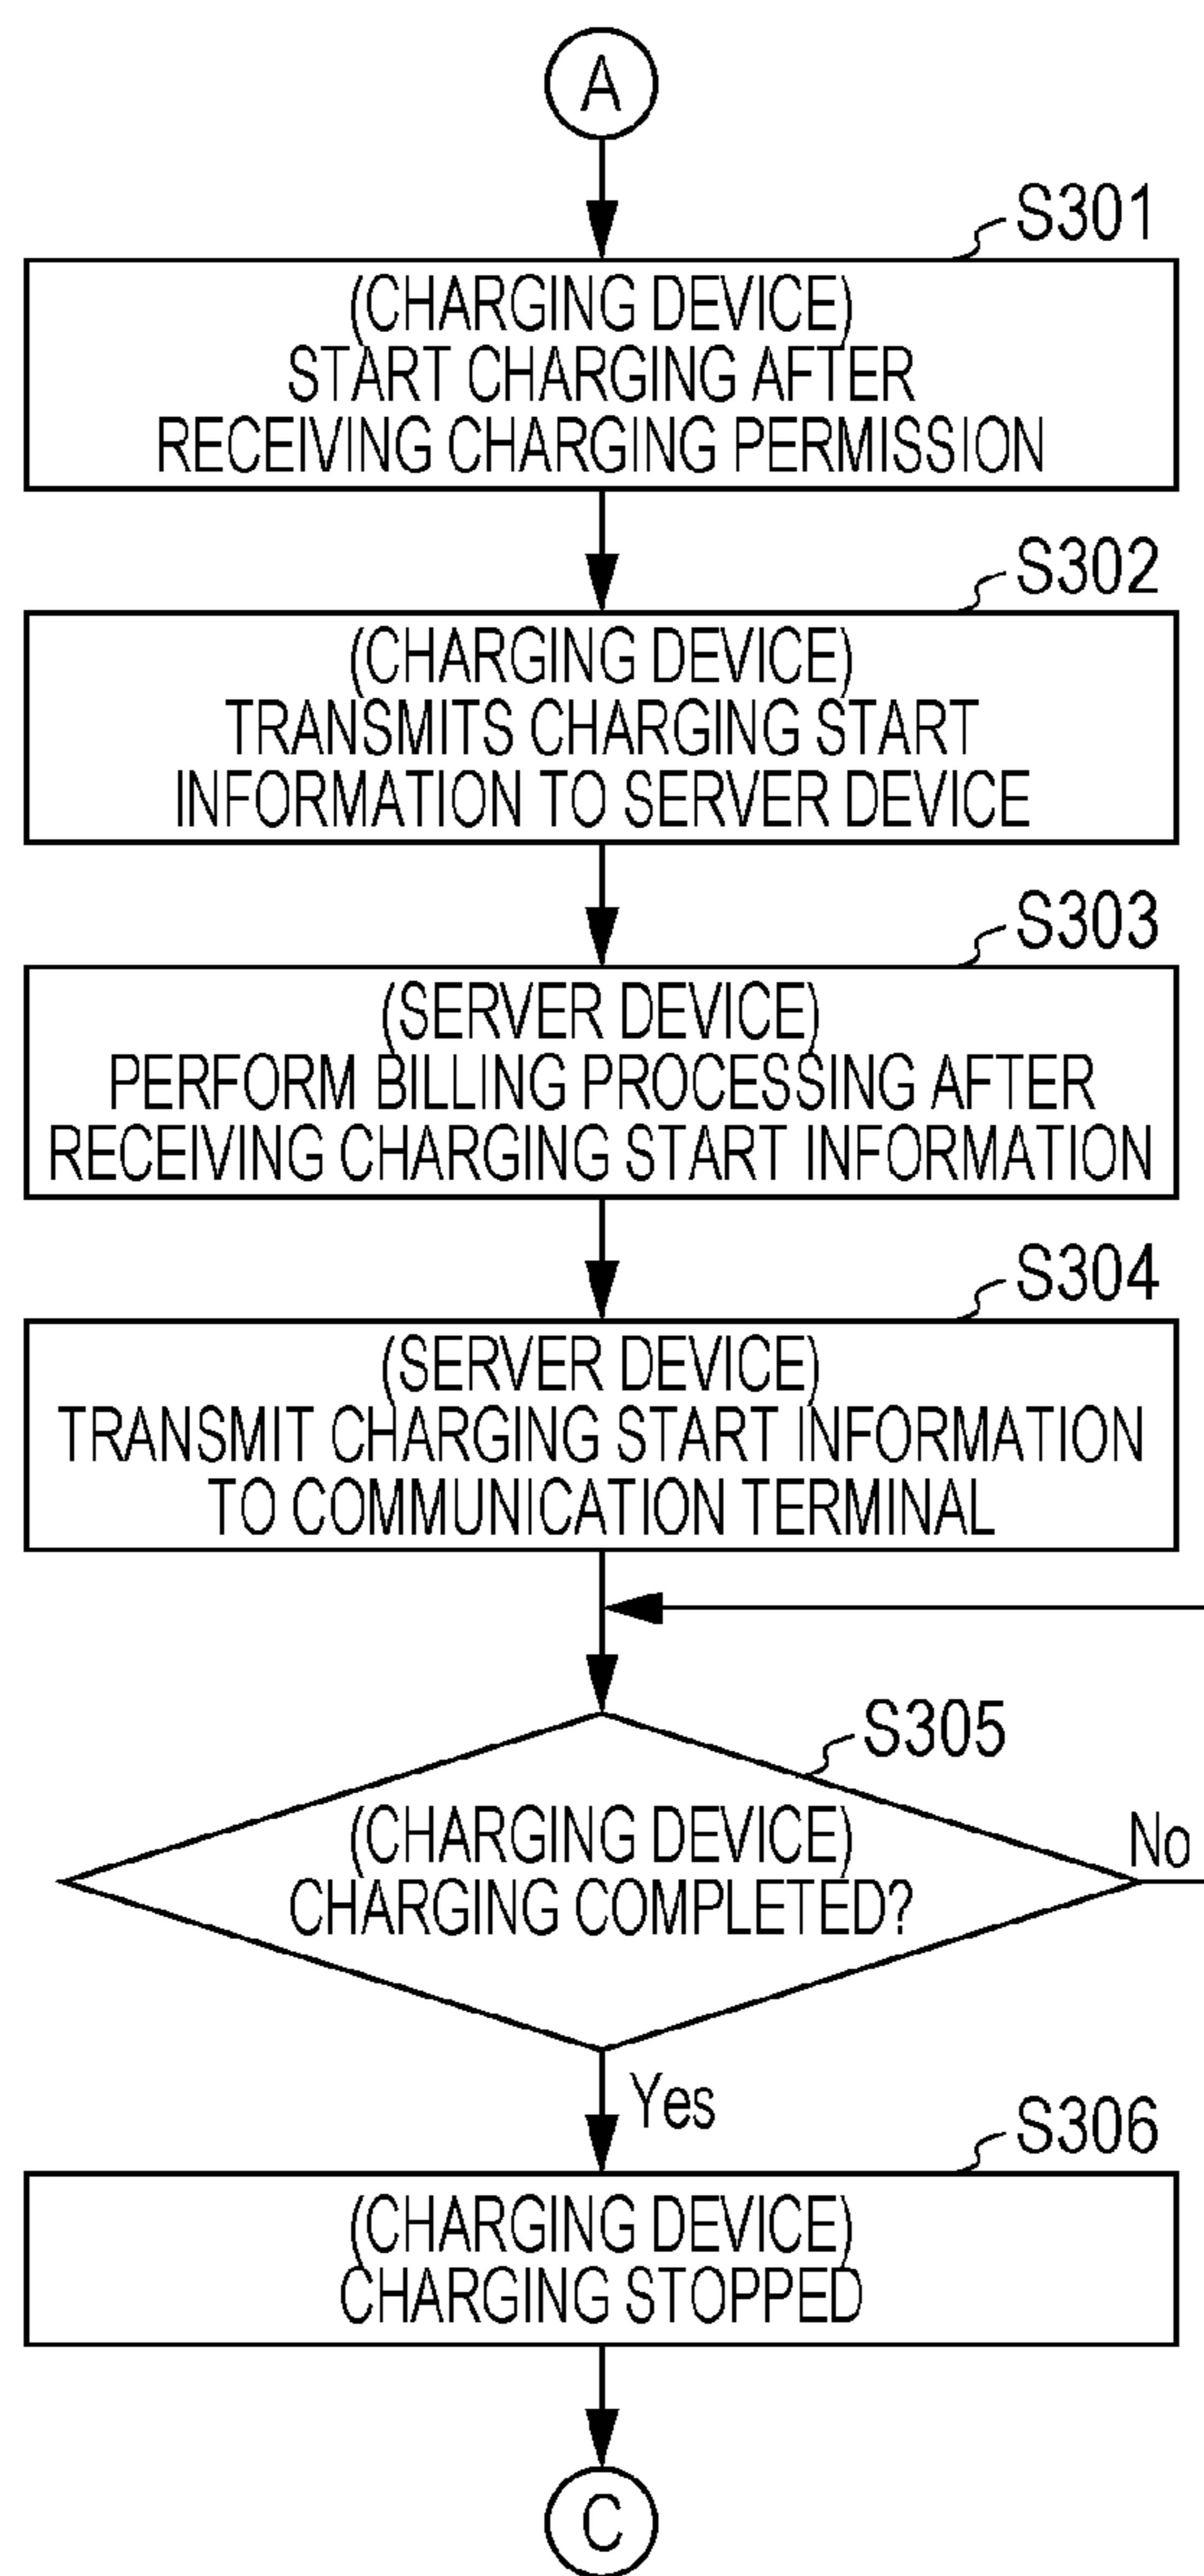 A
S301
(CHARGING DEVICE)
START CHARGING AFTER
RECEIVING CHARGING PERMISSION
S302
(CHARGING DEVICE)
TRANSMITS CHARGING START
INFORMATION TO SERVER DEVICE
S303
(SERVER DEVICE)
PERFORM BILLING PROCESSING AFTER
RECEIVING CHARGING START INFORMATION
S304
(SERVER DEVICE)
TRANSMIT CHARGING START INFORMATION
TO COMMUNICATION TERMINAL
S305
(CHARGING DEVICE)
CHARGING COMPLETED?
No
Yes
S306
(CHARGING DEVICE)
CHARGING STOPPED
C